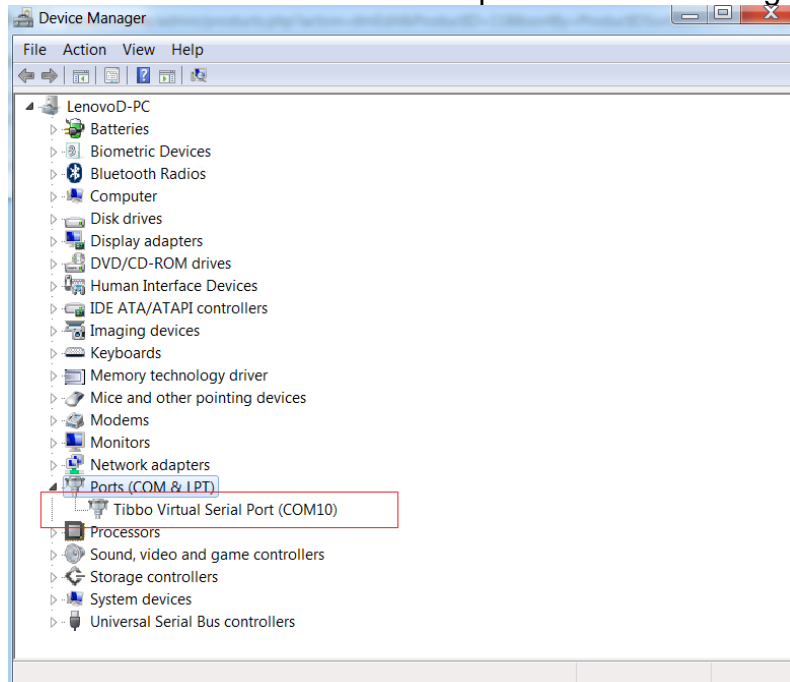 Device Manager
File Action View Help
LenovoD-PC
Batteries
Biometric Devices
Bluetooth Radios
Computer
Disk drives
Display adapters
DVD/CD-ROM drives
Human Interface Devices
IDE ATA/ATAPI controllers
Imaging devices
Keyboards
Memory technology driver
Mice and other pointing devices
Modems
Monitors
Network adapters
Ports (COM & LPT)
Tibbo Virtual Serial Port (COM10)
Processors
Sound, video and game controllers
Storage controllers
System devices
Universal Serial Bus controllers